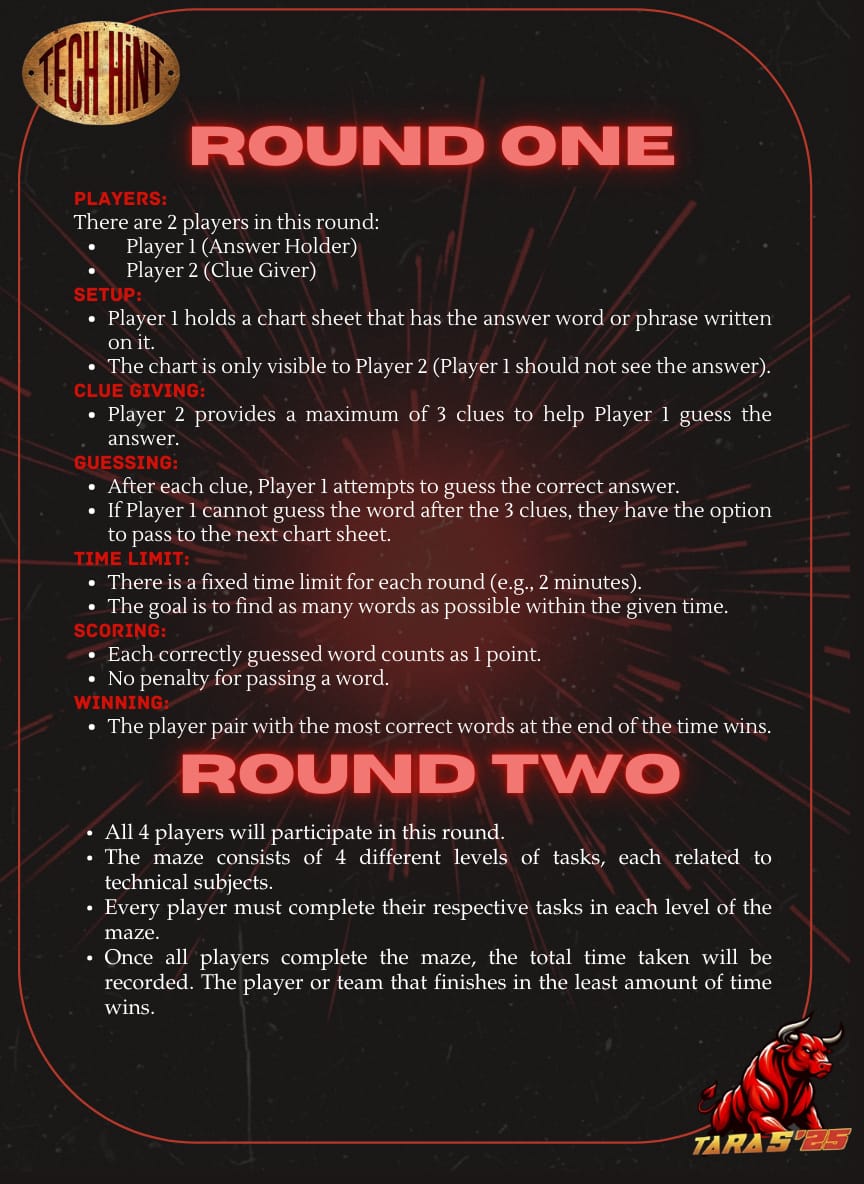 TECH HiNT
ROUND ONE
PLAYERS:
There are 2 players in this round:
• Player 1 (Answer Holder)
• Player 2 (Clue Giver)
SETUP:
• Player 1 holds a chart sheet that has the answer word or phrase written
on it.
• The chart is only visible to Player 2 (Player 1 should not see the answer).
CLUE GIVING:
• Player 2 provides a maximum of 3 clues to help Player 1 guess the
answer.
GUESSING:
• After each clue, Player 1 attempts to guess the correct answer.
• If Player 1 cannot guess the word after the 3 clues, they have the option
to pass to the next chart sheet.
TIME LIMIT:
• There is a fixed time limit for each round (e.g., 2 minutes).
• The goal is to find as many words as possible within the given time.
SCORING:
• Each correctly guessed word counts as 1 point.
• No penalty for passing a word.
WINNING:
• The player pair with the most correct words at the end of the time wins.
ROUND TWO
• All 4 players will participate in this round.
• The maze consists of 4 different levels of tasks, each related to
technical subjects.
• Every player must complete their respective tasks in each level of the
maze.
• Once all players complete the maze, the total time taken will be
recorded. The player or team that finishes in the least amount of time
wins.
TARA S'25